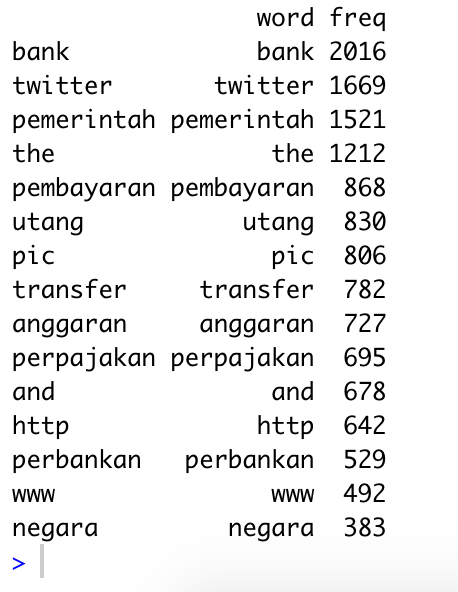 word freq
bank bank 2016
twitter twitter 1669
pemerintah pemerintah 1521
the the 1212
pembayaran pembayaran 868
utang utang 830
pic pic 806
transfer transfer 782
anggaran anggaran 727
perpajakan perpajakan 695
and and 678
http http 642
perbankan perbankan 529
www www 492
negara negara 383
>